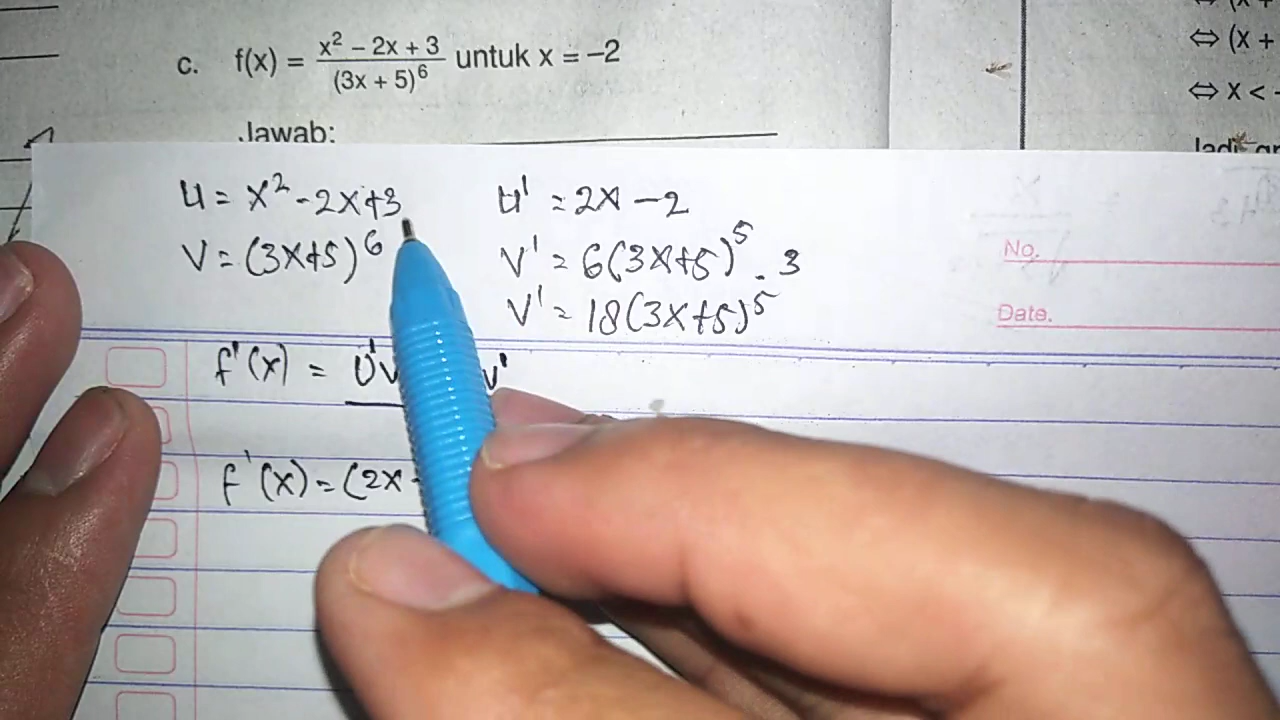 c. f(x) = x² − 2x + 3 / (3x + 5)⁶ untuk x = −2
Jawab:
⇔ (x +
⇔ x < -
U = x² - 2x + 3
U' = 2x - 2
V = (3x+5)⁶
V' = 6(3x+5)⁵ . 3
V' = 18(3x+5)⁵
No.
Date.
f'(x) = U'v v'
f'(x) = (2x -